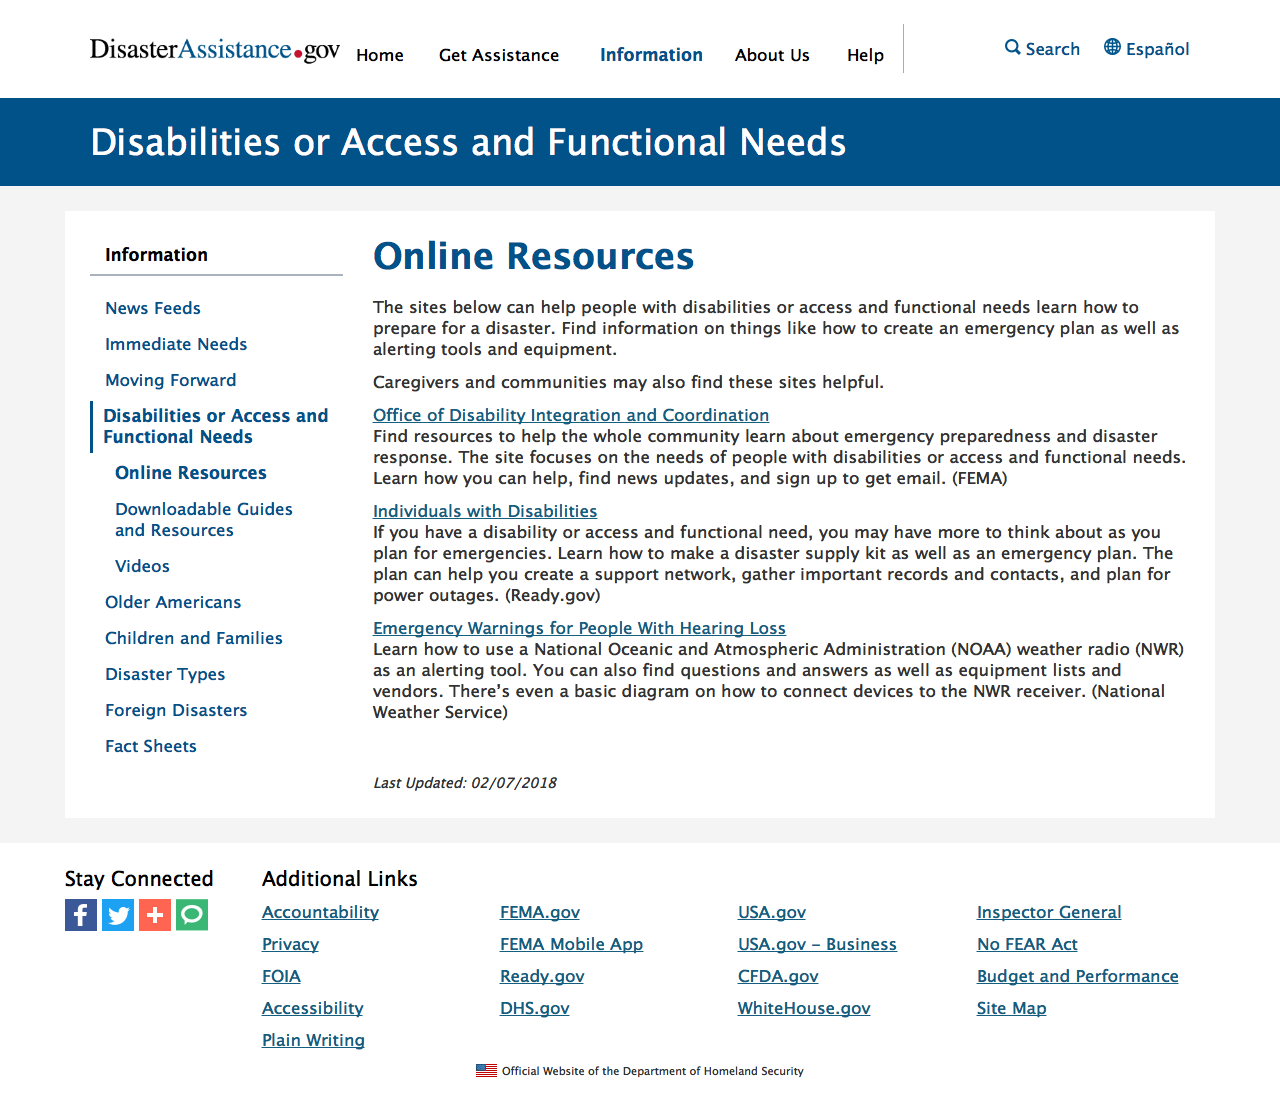 DisasterAssistance.gov Home Get Assistance Information About Us Help Search Español
Disabilities or Access and Functional Needs
Information
News Feeds
Immediate Needs
Moving Forward
Disabilities or Access and
Functional Needs
Online Resources
Downloadable Guides
and Resources
Videos
Older Americans
Children and Families
Disaster Types
Foreign Disasters
Fact Sheets
Online Resources
The sites below can help people with disabilities or access and functional needs learn how to
prepare for a disaster. Find information on things like how to create an emergency plan as well as
alerting tools and equipment.
Caregivers and communities may also find these sites helpful.
Office of Disability Integration and Coordination
Find resources to help the whole community learn about emergency preparedness and disaster
response. The site focuses on the needs of people with disabilities or access and functional needs.
Learn how you can help, find news updates, and sign up to get email. (FEMA)
Individuals with Disabilities
If you have a disability or access and functional need, you may have more to think about as you
plan for emergencies. Learn how to make a disaster supply kit as well as an emergency plan. The
plan can help you create a support network, gather important records and contacts, and plan for
power outages. (Ready.gov)
Emergency Warnings for People With Hearing Loss
Learn how to use a National Oceanic and Atmospheric Administration (NOAA) weather radio (NWR)
as an alerting tool. You can also find questions and answers as well as equipment lists and
vendors. There’s even a basic diagram on how to connect devices to the NWR receiver. (National
Weather Service)
Last Updated: 02/07/2018
Stay Connected
Additional Links
Accountability FEMA.gov USA.gov Inspector General
Privacy FEMA Mobile App USA.gov – Business No FEAR Act
FOIA Ready.gov CFDA.gov Budget and Performance
Accessibility DHS.gov WhiteHouse.gov Site Map
Plain Writing
Official Website of the Department of Homeland Security